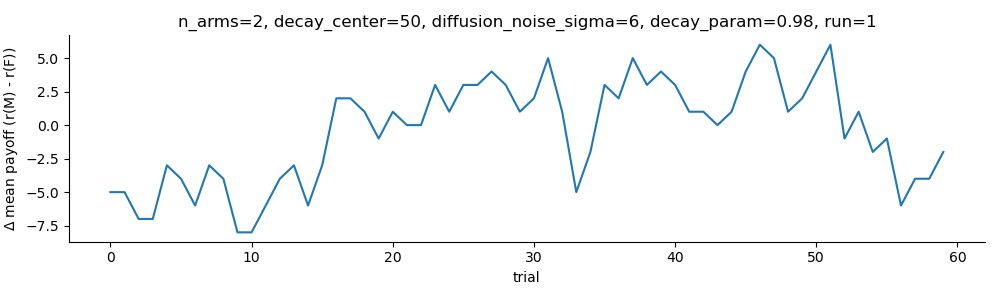 n_arms=2, decay_center=50, diffusion_noise_sigma=6, decay_param=0.98, run=1
Δ mean payoff (r(M) - r(F))
5.0
2.5
0.0
−2.5
−5.0
−7.5
0 10 20 30 40 50 60
trial